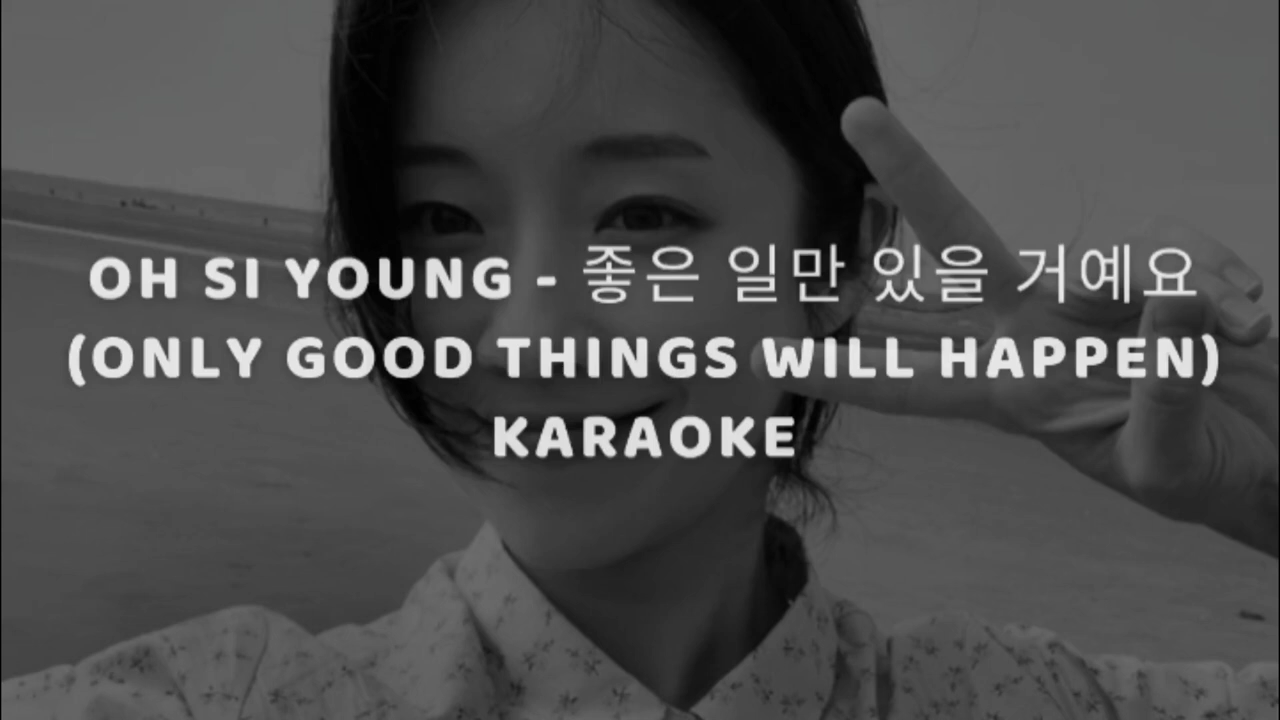 OH SI YOUNG - 좋은 일만 있을 거예요
(ONLY GOOD THINGS WILL HAPPEN)
KARAOKE